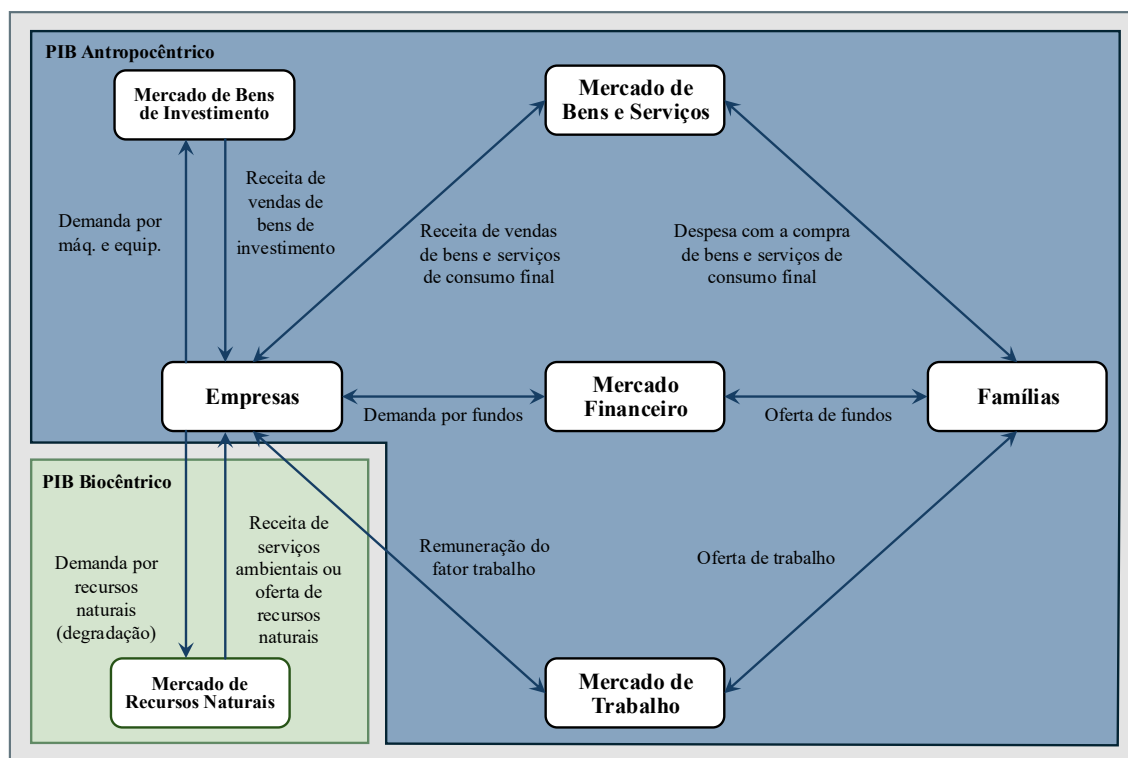 PIB Antropocêntrico
Mercado de Bens
de Investimento
Mercado de
Bens e Serviços
Demanda por
máq. e equip.
Receita de
vendas de
bens de
investimento
Receita de vendas
de bens e serviços
de consumo final
Despesa com a compra
de bens e serviços de
consumo final
Empresas
Demanda por fundos
Mercado
Financeiro
Oferta de fundos
Famílias
PIB Biocêntrico
Demanda por
recursos
naturais
(degradação)
Receita de
serviços
ambientais ou
oferta de
recursos
naturais
Remuneração do
fator trabalho
Oferta de trabalho
Mercado de
Recursos Naturais
Mercado de
Trabalho